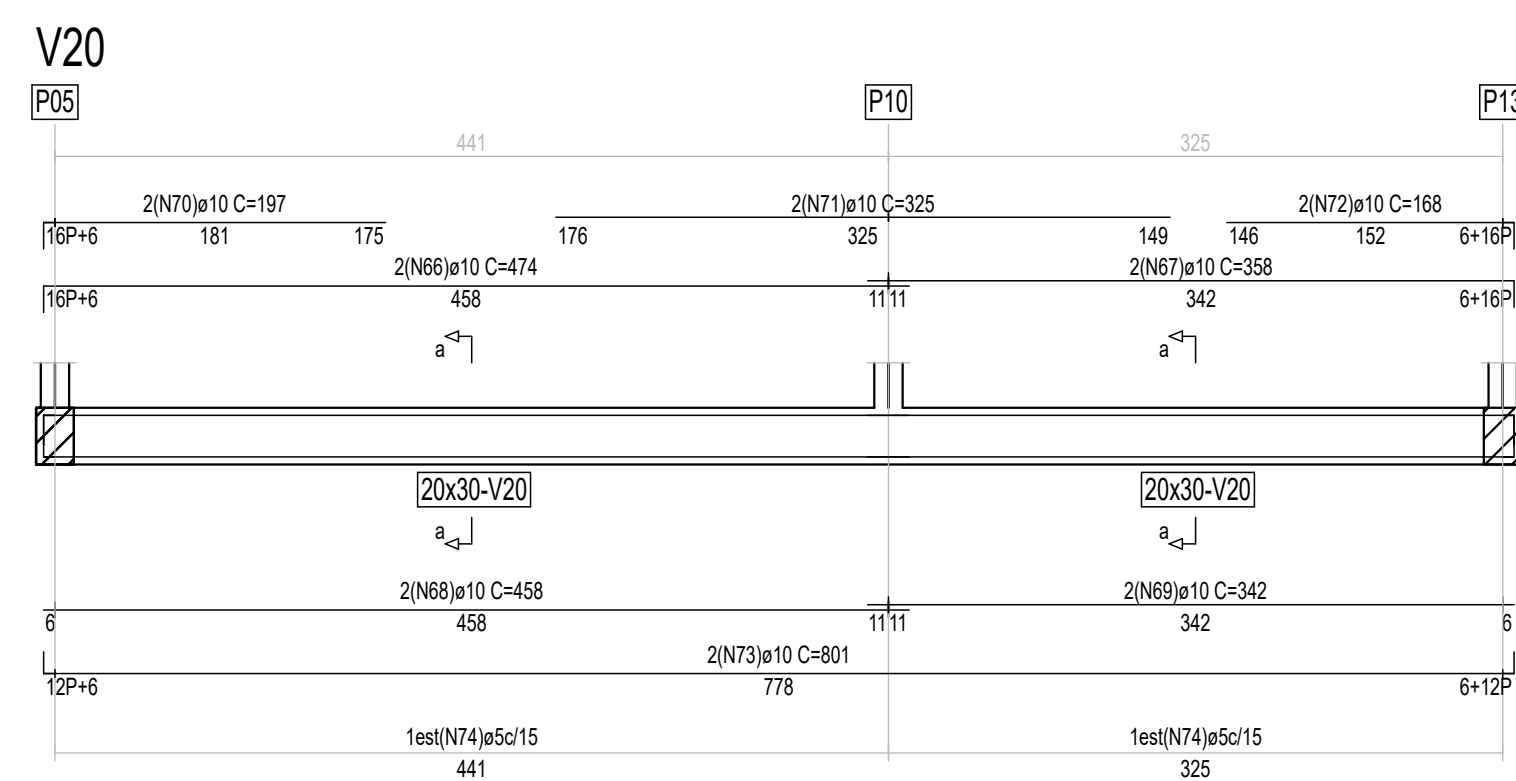 V20
P05 P10 P13
441 325
2(N70)ø10 C=197 2(N71)ø10 C=325 2(N72)ø10 C=168
16P+6 181 175 176 325 149 146 152 6+16P
2(N66)ø10 C=474 2(N67)ø10 C=358
16P+6 458 11 11 342 6+16P
a a
20x30-V20 20x30-V20
a a
2(N68)ø10 C=458 2(N69)ø10 C=342
6 458 11 11 342 6
2(N73)ø10 C=801
12P+6 778 6+12P
1est(N74)ø5c/15 1est(N74)ø5c/15
441 325